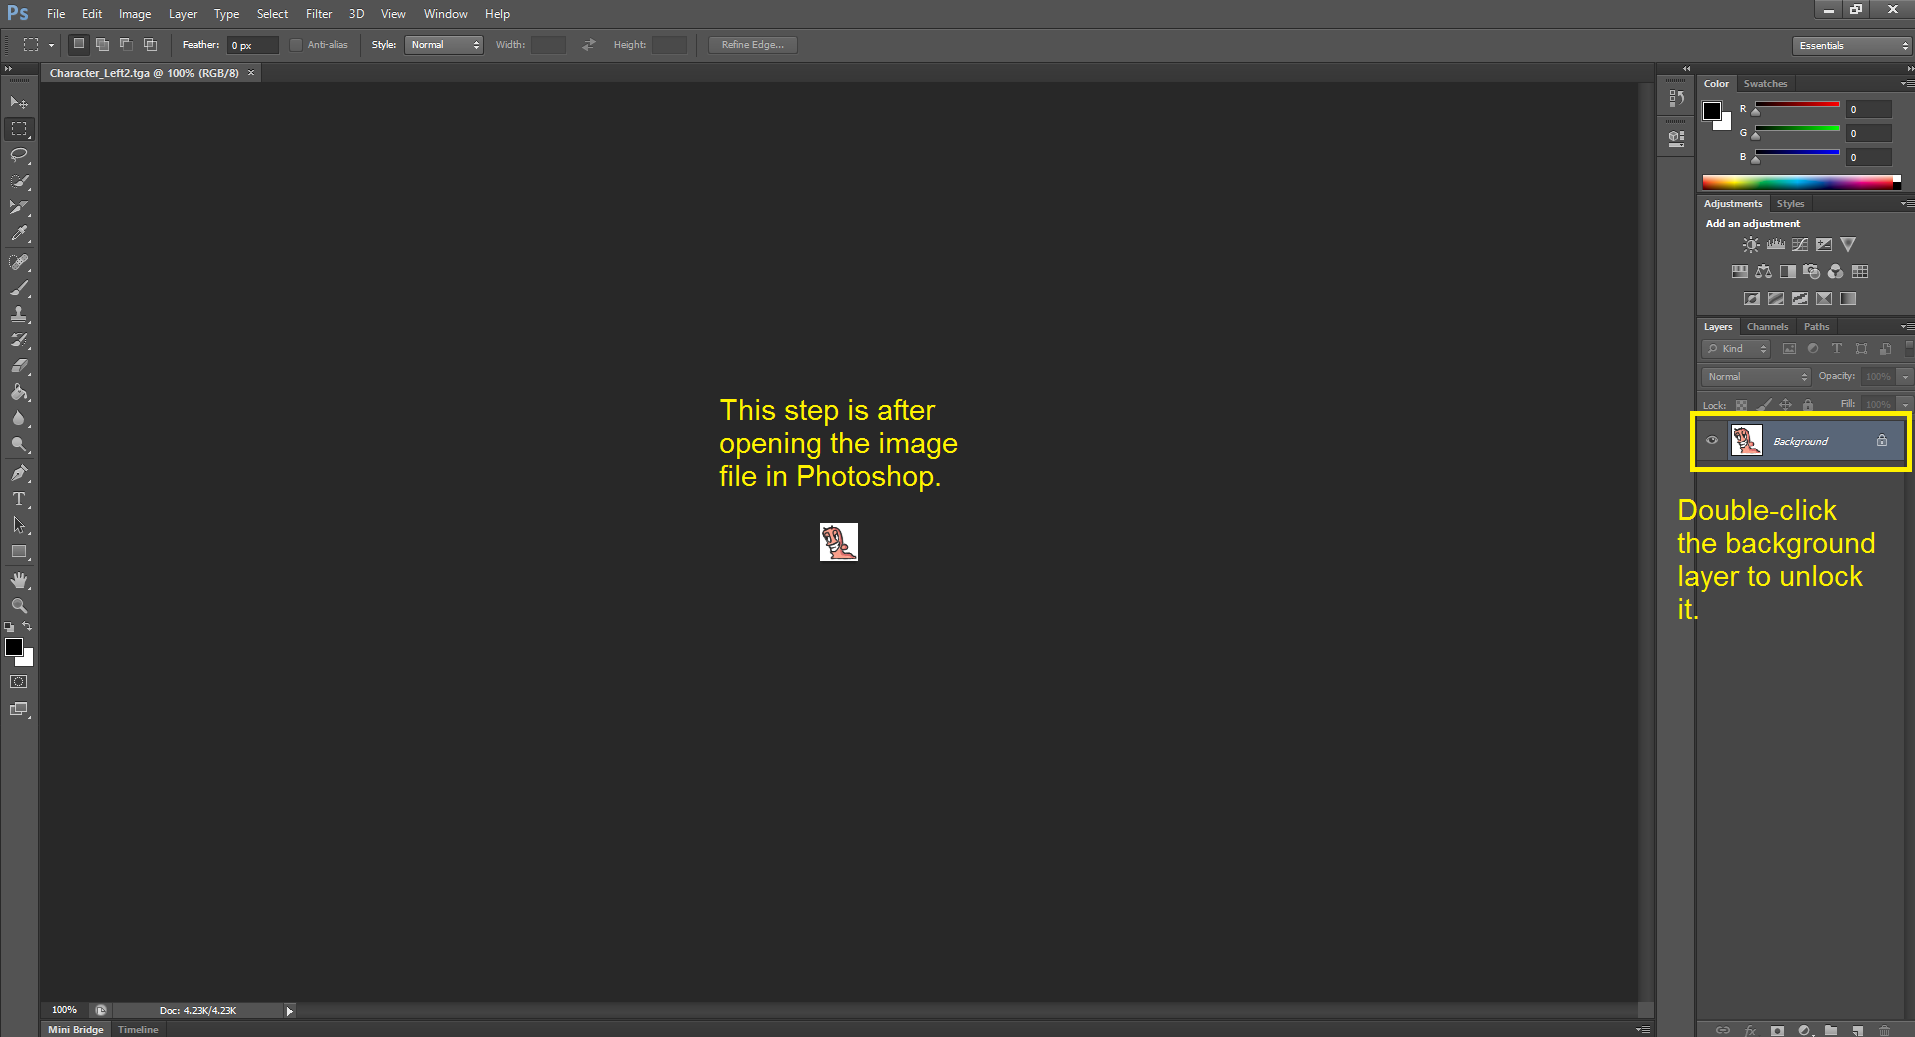 Ps File Edit Image Layer Type Select Filter 3D View Window Help
Feather: 0 px Anti-alias Style: Normal Width: Height: Refine Edge... Essentials
Character_Left2.tga @ 100% (RGB/8) ×
Color Swatches
R 0
G 0
B 0
Adjustments Styles
Add an adjustment
Layers Channels Paths
Kind
Normal Opacity: 100%
Lock: Fill: 100%
Background
This step is after
opening the image
file in Photoshop.
Double-click
the background
layer to unlock
it.
100% Doc: 4.23K/4.23K
Mini Bridge Timeline
fx